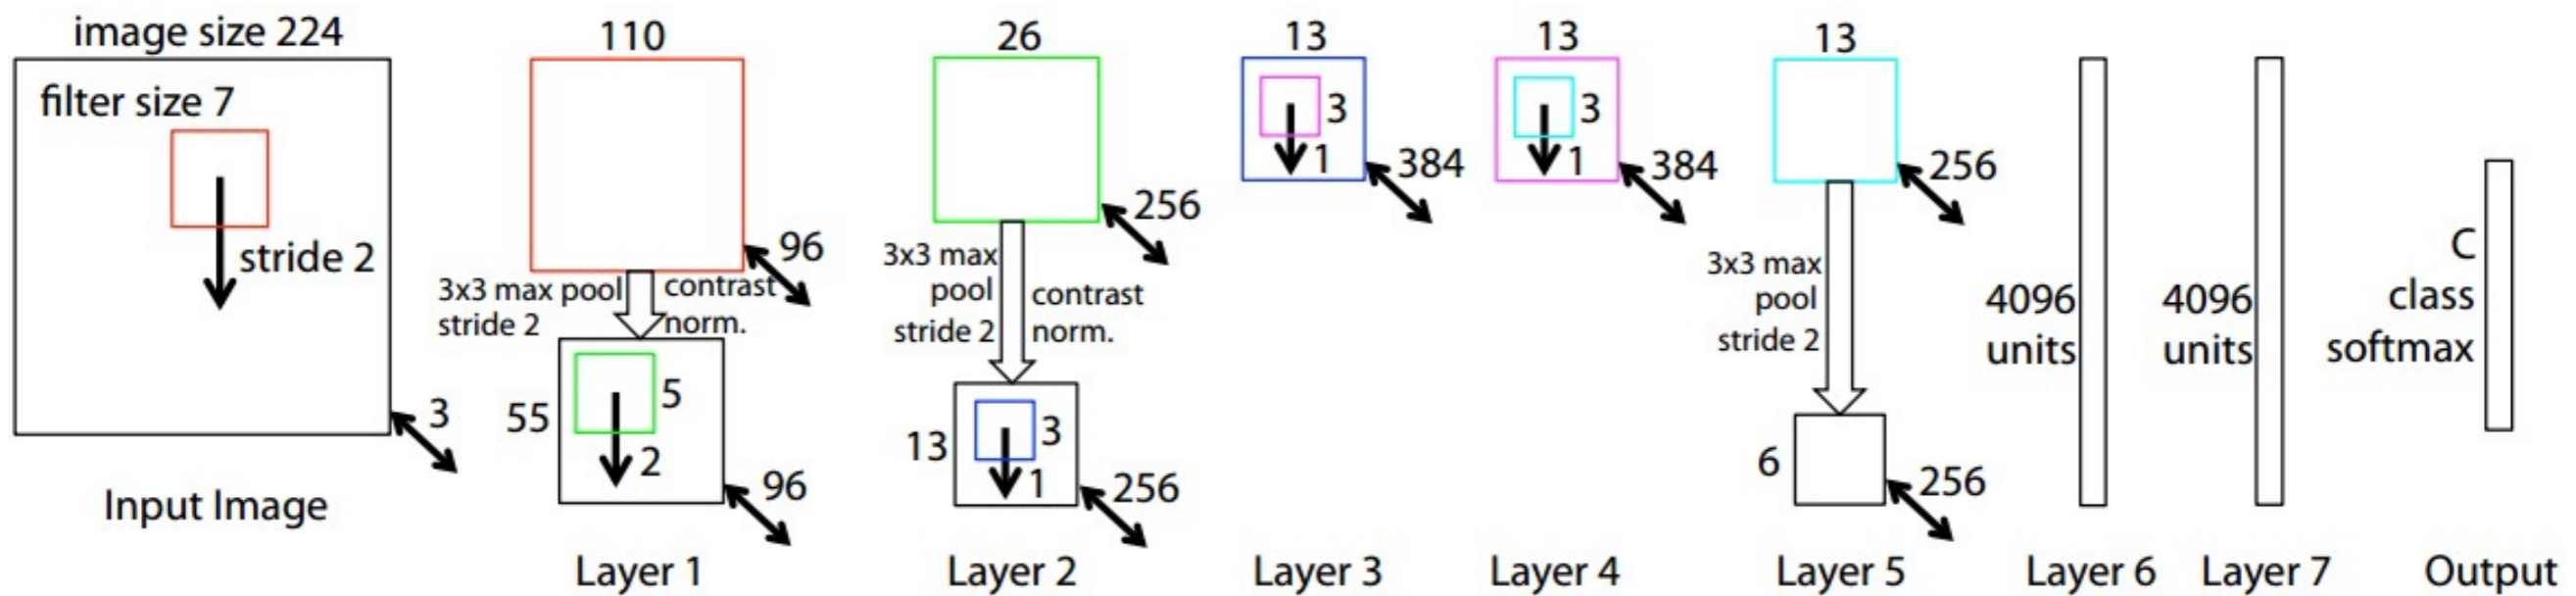 image size 224
filter size 7
stride 2
3
Input Image
110
96
3x3 max pool
stride 2
contrast
norm.
55
5
2
96
Layer 1
26
256
3x3 max
pool
stride 2
contrast
norm.
13
3
1
256
Layer 2
13
3
1
384
Layer 3
13
3
1
384
Layer 4
13
256
3x3 max
pool
stride 2
6
256
Layer 5
4096
units
Layer 6
4096
units
Layer 7
C
class
softmax
Output